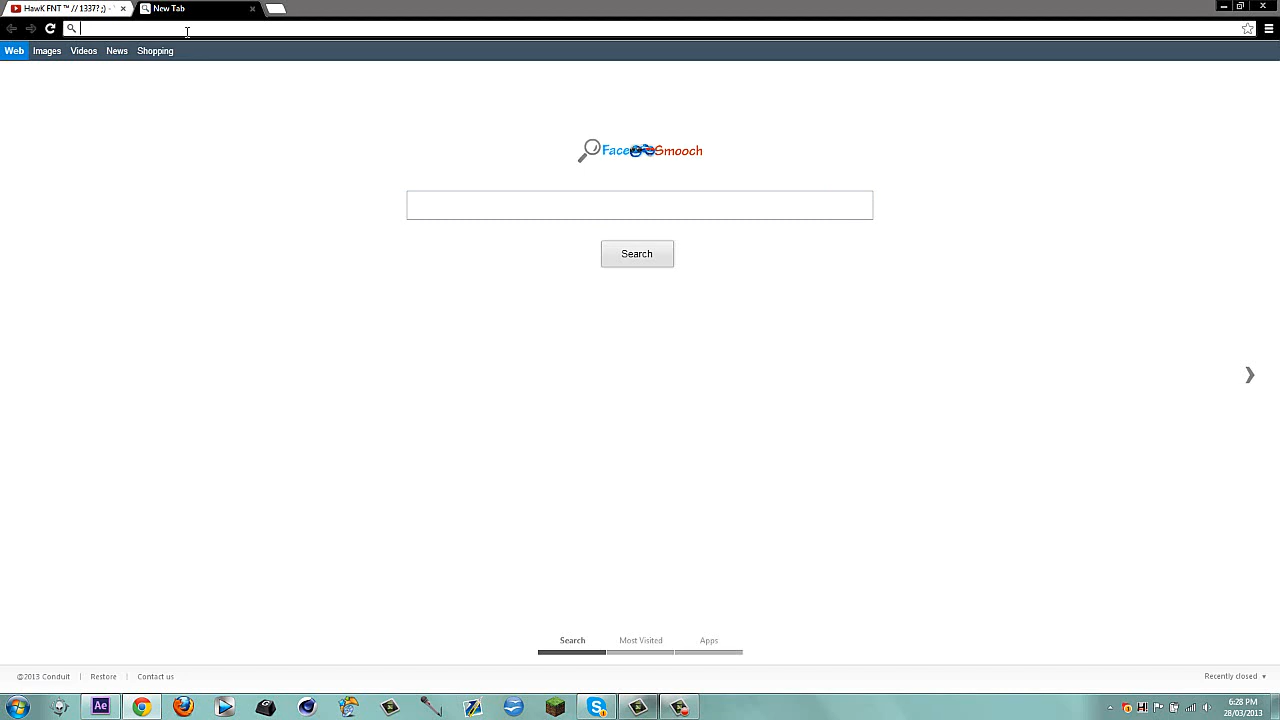 HawK FNT ™ // 1337? ;) -
New Tab
Web Images Videos News Shopping
FaceSmooch
Search
Search Most Visited Apps
©2013 Conduit | Restore | Contact us
Recently closed
6:28 PM
28/03/2013